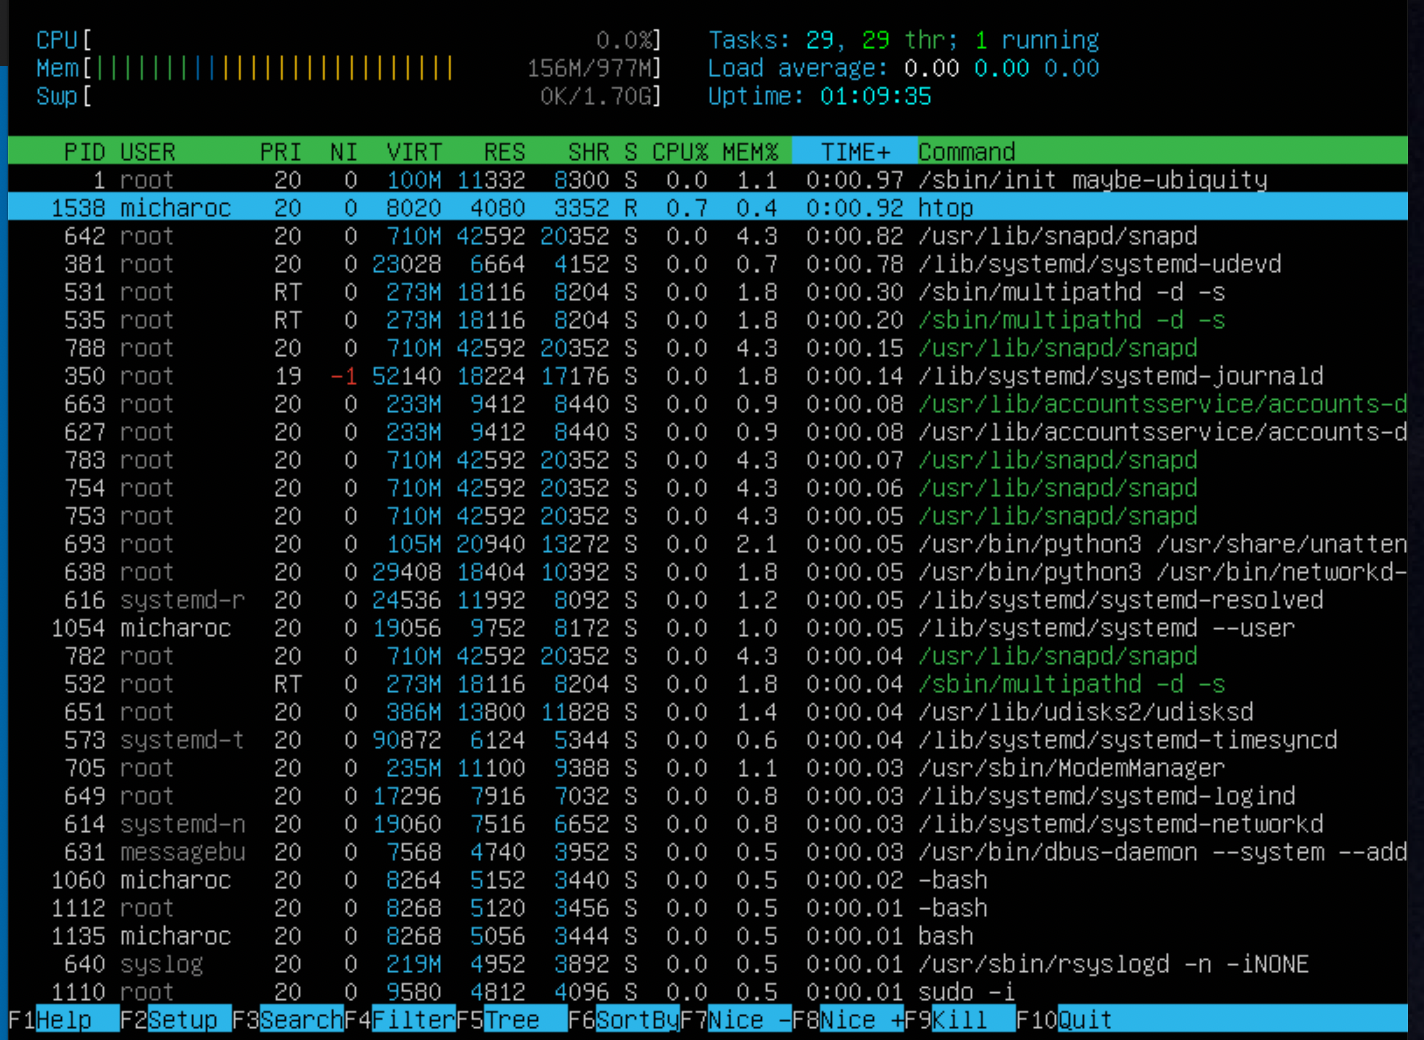 CPU[ 0.0%] Tasks: 29, 29 thr; 1 running
Mem[||||||||||||||||||||||||||| 156M/977M] Load average: 0.00 0.00 0.00
Swp[ 0K/1.70G] Uptime: 01:09:35
PID USER PRI NI VIRT RES SHR S CPU% MEM% TIME+ Command
1 root 20 0 100M 11332 8300 S 0.0 1.1 0:00.97 /sbin/init maybe-ubiquity
1538 micharoc 20 0 8020 4080 3352 R 0.7 0.4 0:00.92 htop
642 root 20 0 710M 42592 20352 S 0.0 4.3 0:00.82 /usr/lib/snapd/snapd
381 root 20 0 23028 6664 4152 S 0.0 0.7 0:00.78 /lib/systemd/systemd-udevd
531 root RT 0 273M 18116 8204 S 0.0 1.8 0:00.30 /sbin/multipathd -d -s
535 root RT 0 273M 18116 8204 S 0.0 1.8 0:00.20 /sbin/multipathd -d -s
788 root 20 0 710M 42592 20352 S 0.0 4.3 0:00.15 /usr/lib/snapd/snapd
350 root 19 -1 52140 18224 17176 S 0.0 1.8 0:00.14 /lib/systemd/systemd-journald
663 root 20 0 233M 9412 8440 S 0.0 0.9 0:00.08 /usr/lib/accountsservice/accounts-d
627 root 20 0 233M 9412 8440 S 0.0 0.9 0:00.08 /usr/lib/accountsservice/accounts-d
783 root 20 0 710M 42592 20352 S 0.0 4.3 0:00.07 /usr/lib/snapd/snapd
754 root 20 0 710M 42592 20352 S 0.0 4.3 0:00.06 /usr/lib/snapd/snapd
753 root 20 0 710M 42592 20352 S 0.0 4.3 0:00.05 /usr/lib/snapd/snapd
693 root 20 0 105M 20940 13272 S 0.0 2.1 0:00.05 /usr/bin/python3 /usr/share/unatten
638 root 20 0 29408 18404 10392 S 0.0 1.8 0:00.05 /usr/bin/python3 /usr/bin/networkd-
616 systemd-r 20 0 24536 11992 8092 S 0.0 1.2 0:00.05 /lib/systemd/systemd-resolved
1054 micharoc 20 0 19056 9752 8172 S 0.0 1.0 0:00.05 /lib/systemd/systemd --user
782 root 20 0 710M 42592 20352 S 0.0 4.3 0:00.04 /usr/lib/snapd/snapd
532 root RT 0 273M 18116 8204 S 0.0 1.8 0:00.04 /sbin/multipathd -d -s
651 root 20 0 386M 13800 11828 S 0.0 1.4 0:00.04 /usr/lib/udisks2/udisksd
573 systemd-t 20 0 90872 6124 5344 S 0.0 0.6 0:00.04 /lib/systemd/systemd-timesyncd
705 root 20 0 235M 11100 9388 S 0.0 1.1 0:00.03 /usr/sbin/ModemManager
649 root 20 0 17296 7916 7032 S 0.0 0.8 0:00.03 /lib/systemd/systemd-logind
614 systemd-n 20 0 19060 7516 6652 S 0.0 0.8 0:00.03 /lib/systemd/systemd-networkd
631 messagebu 20 0 7568 4740 3952 S 0.0 0.5 0:00.03 /usr/bin/dbus-daemon --system --add
1060 micharoc 20 0 8264 5152 3440 S 0.0 0.5 0:00.02 -bash
1112 root 20 0 8268 5120 3456 S 0.0 0.5 0:00.01 -bash
1135 micharoc 20 0 8268 5056 3444 S 0.0 0.5 0:00.01 bash
640 syslog 20 0 219M 4952 3892 S 0.0 0.5 0:00.01 /usr/sbin/rsyslogd -n -iNONE
1110 root 20 0 9580 4812 4096 S 0.0 0.5 0:00.01 sudo -i
F1Help F2Setup F3SearchF4FilterF5Tree F6SortByF7Nice -F8Nice +F9Kill F10Quit